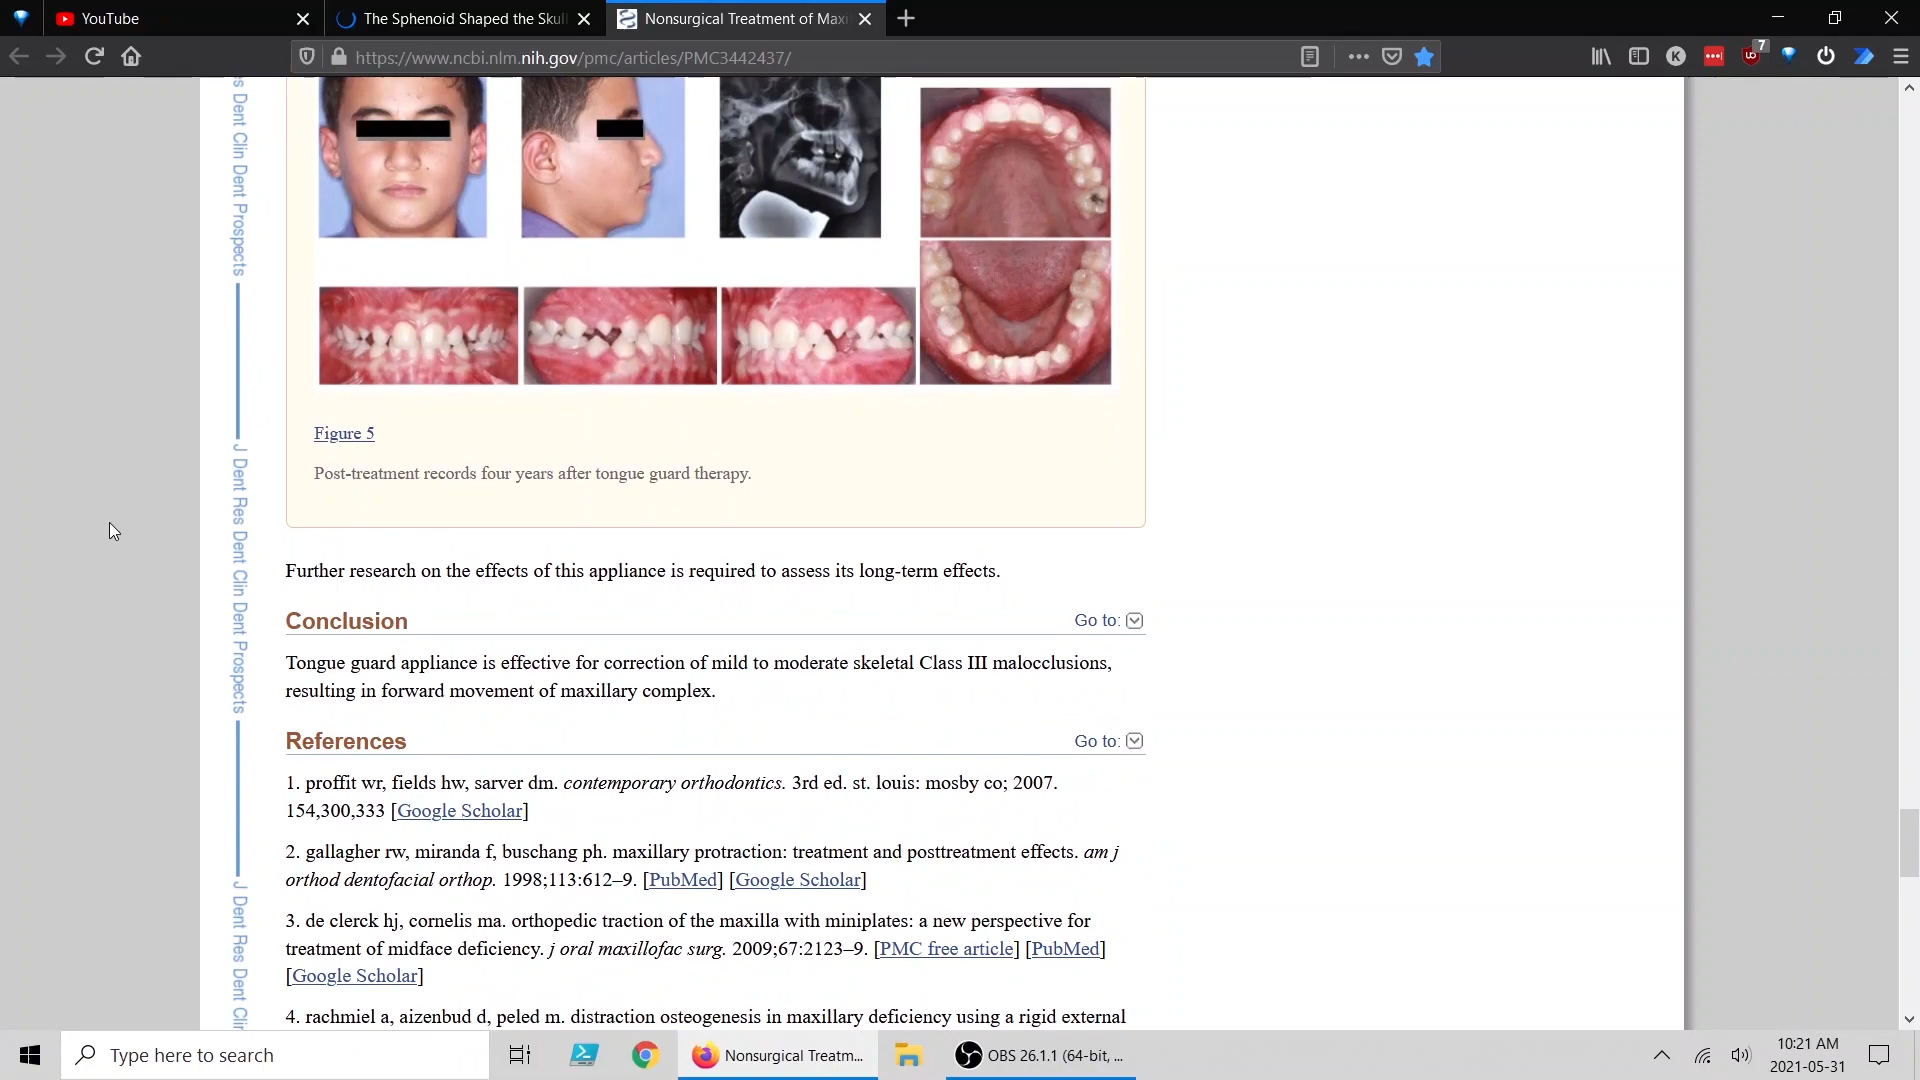 YouTube
The Sphenoid Shaped the Skul
Nonsurgical Treatment of Maxi
https://www.ncbi.nlm.nih.gov/pmc/articles/PMC3442437/
7
K
s Dent Clin Dent Prospects
J Dent Res Dent Clin Dent Prospects
J Dent Res Dent Clin
Figure 5
Post-treatment records four years after tongue guard therapy.
Further research on the effects of this appliance is required to assess its long-term effects.
Conclusion
Go to:
Tongue guard appliance is effective for correction of mild to moderate skeletal Class III malocclusions,
resulting in forward movement of maxillary complex.
References
Go to:
1. proffit wr, fields hw, sarver dm. contemporary orthodontics. 3rd ed. st. louis: mosby co; 2007.
154,300,333 [Google Scholar]
2. gallagher rw, miranda f, buschang ph. maxillary protraction: treatment and posttreatment effects. am j
orthod dentofacial orthop. 1998;113:612–9. [PubMed] [Google Scholar]
3. de clerck hj, cornelis ma. orthopedic traction of the maxilla with miniplates: a new perspective for
treatment of midface deficiency. j oral maxillofac surg. 2009;67:2123–9. [PMC free article] [PubMed]
[Google Scholar]
4. rachmiel a, aizenbud d, peled m. distraction osteogenesis in maxillary deficiency using a rigid external
Type here to search
Nonsurgical Treatm...
OBS 26.1.1 (64-bit, ...
10:21 AM
2021-05-31